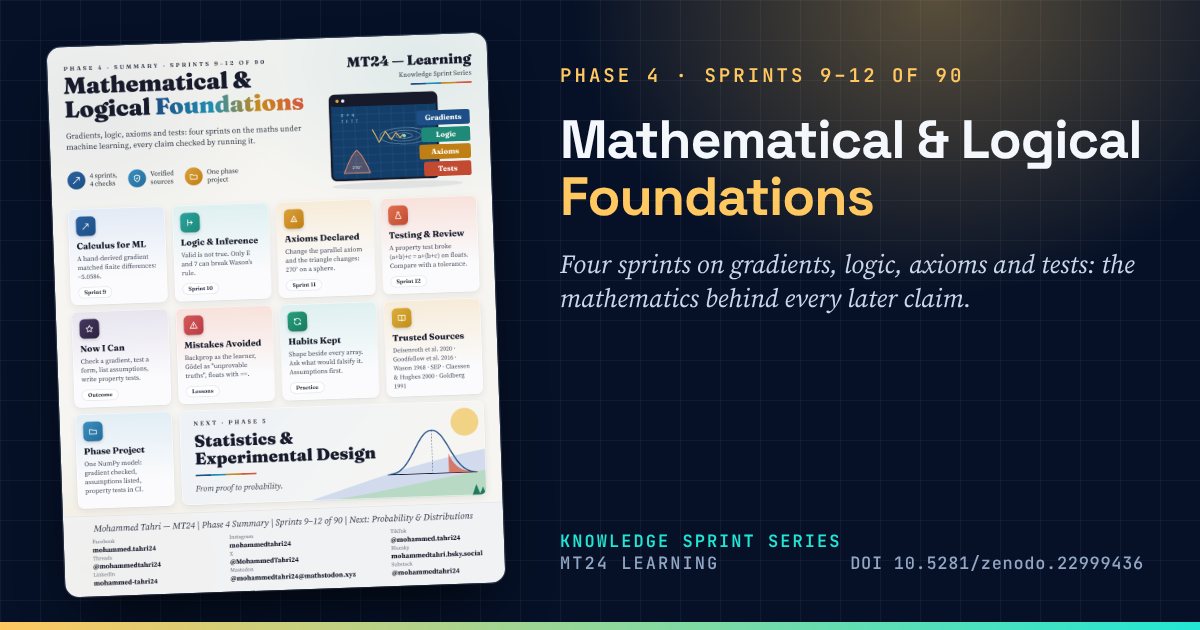 PHASE 4 · SUMMARY · SPRINTS 9–12 OF 90
Mathematical &
Logical Foundations
Gradients, logic, axioms and tests: four sprints on the maths under
machine learning, every claim checked by running it.
4 sprints,
4 checks
Verified
sources
One phase
project
MT24 — Learning
Knowledge Sprint Series
Gradients
Logic
Axioms
Tests
270°
Calculus for ML
A hand-derived gradient
matched finite differences:
−5.0586.
Sprint 9
Logic & Inference
Valid is not true. Only E
and 7 can break Wason's
rule.
Sprint 10
Axioms Declared
Change the parallel axiom
and the triangle changes:
270° on a sphere.
Sprint 11
Testing & Review
A property test broke
(a+b)+c = a+(b+c) on floats.
Compare with a tolerance.
Sprint 12
Now I Can
Check a gradient, test a
form, list assumptions,
write property tests.
Outcome
Mistakes Avoided
Backprop as the learner,
Gödel as "unprovable
truths", floats with ==.
Lessons
Habits Kept
Shape beside every array.
Ask what would falsify it.
Assumptions first.
Practice
Trusted Sources
Deisenroth et al. 2020 ·
Goodfellow et al. 2016 ·
Wason 1968 · SEP · Claessen
& Hughes 2000 · Goldberg
1991
Phase Project
One NumPy model:
gradient checked,
assumptions listed,
property tests in CI.
NEXT · PHASE 5
Statistics &
Experimental Design
From proof to probability.
Mohammed Tahri — MT24 | Phase 4 Summary | Sprints 9–12 of 90 | Next: Probability & Distributions
Facebook
mohammed.tahri24
Threads
@mohammedtahri24
LinkedIn
mohammed-tahri24
Instagram
mohammedtahri24
X
@MohammedTahri24
Mastodon
@mohammedtahri24@mathstodon.xyz
TikTok
@mohammed.tahri24
Bluesky
mohammedtahri.bsky.social
Substack
@mohammedtahri24
PHASE 4 · SPRINTS 9–12 OF 90
Mathematical & Logical
Foundations
Four sprints on gradients, logic, axioms and tests: the
mathematics behind every later claim.
KNOWLEDGE SPRINT SERIES
MT24 LEARNING
DOI 10.5281/zenodo.22999436